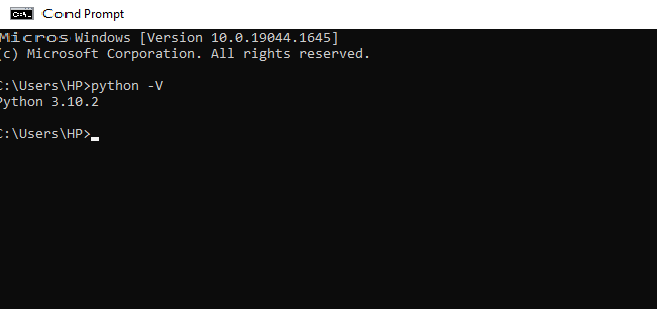 Cond Prompt
Micros Windows [Version 10.0.19044.1645]
(c) Microsoft Corporation. All rights reserved.
C:\Users\HP>python -V
Python 3.10.2
C:\Users\HP>